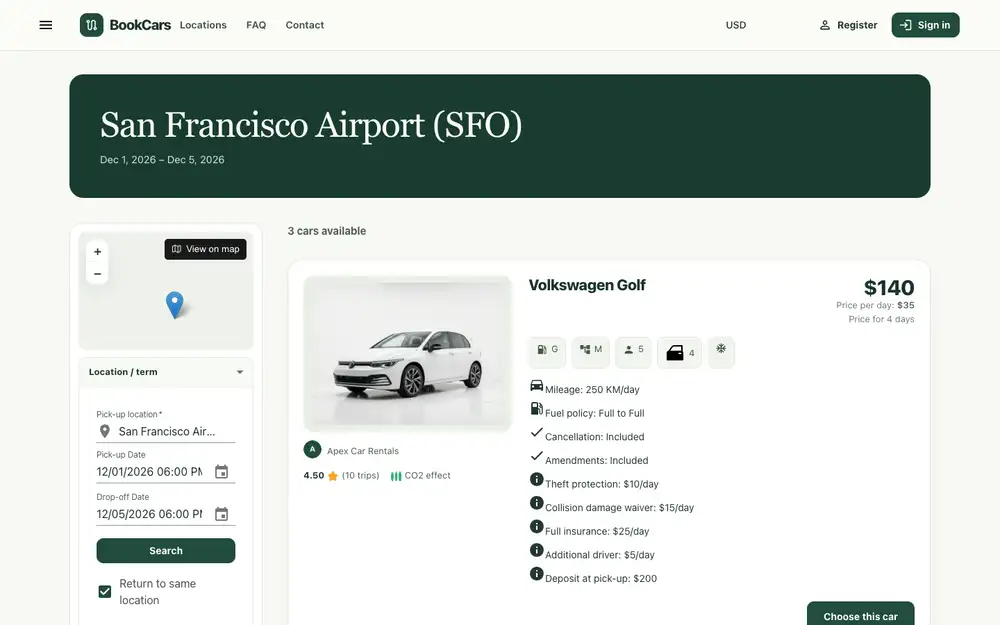 BookCars
Locations
FAQ
Contact
USD
Register
Sign in
San Francisco Airport (SFO)
Dec 1, 2026 – Dec 5, 2026
+
−
View on map
Location / term
Pick-up location*
San Francisco Air...
Pick-up Date
12/01/2026 06:00 PM
Drop-off Date
12/05/2026 06:00 PM
Search
Return to same
location
3 cars available
Volkswagen Golf
$140
Price per day: $35
Price for 4 days
G
M
5
4
Mileage: 250 KM/day
Fuel policy: Full to Full
Cancellation: Included
Amendments: Included
Theft protection: $10/day
Collision damage waiver: $15/day
Full insurance: $25/day
Additional driver: $5/day
Deposit at pick-up: $200
A
Apex Car Rentals
4.50 (10 trips) CO2 effect
Choose this car